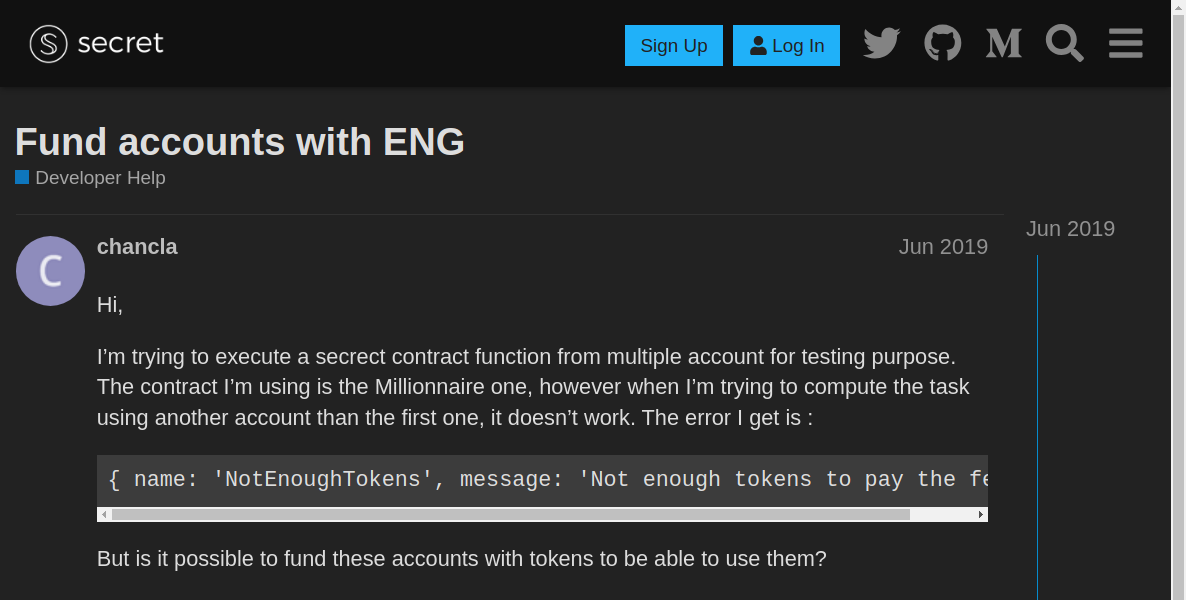 secret
Sign Up
Log In
Fund accounts with ENG
Developer Help
Jun 2019
C
chancla
Jun 2019
Hi,
I’m trying to execute a secrect contract function from multiple account for testing purpose.
The contract I’m using is the Millionnaire one, however when I’m trying to compute the task
using another account than the first one, it doesn’t work. The error I get is :
{ name: 'NotEnoughTokens', message: 'Not enough tokens to pay the fe
But is it possible to fund these accounts with tokens to be able to use them?